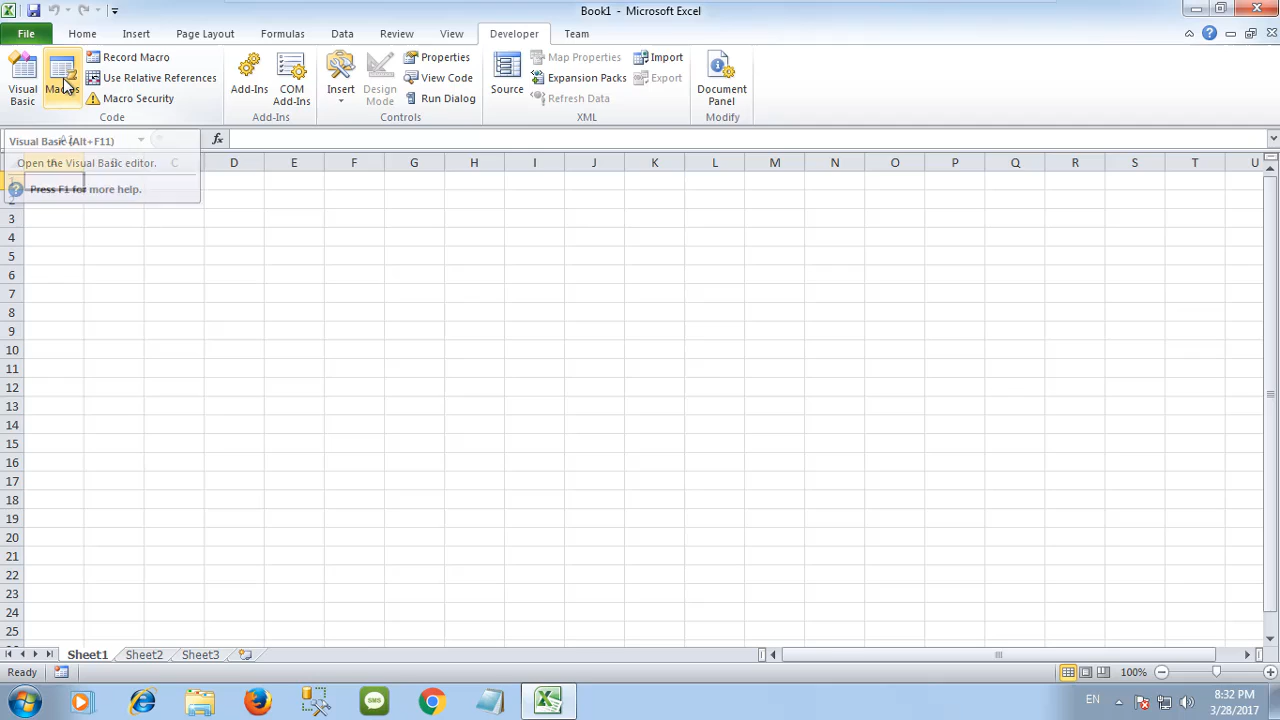 Book1 - Microsoft Excel
File Home Insert Page Layout Formulas Data Review View Developer Team
Visual Basic
Macros
Record Macro
Use Relative References
Macro Security
Code
Add-Ins
COM Add-Ins
Add-Ins
Insert
Design Mode
Properties
View Code
Run Dialog
Controls
Source
Map Properties
Expansion Packs
Refresh Data
Import
Export
XML
Document Panel
Modify
fx
Visual Basic (Alt+F11)
Open the Visual Basic editor.
Press F1 for more help.
A B C D E F G H I J K L M N O P Q R S T U
1
2
3
4
5
6
7
8
9
10
11
12
13
14
15
16
17
18
19
20
21
22
23
24
25
Sheet1 Sheet2 Sheet3
Ready
100%
SMS
EN
8:32 PM
3/28/2017